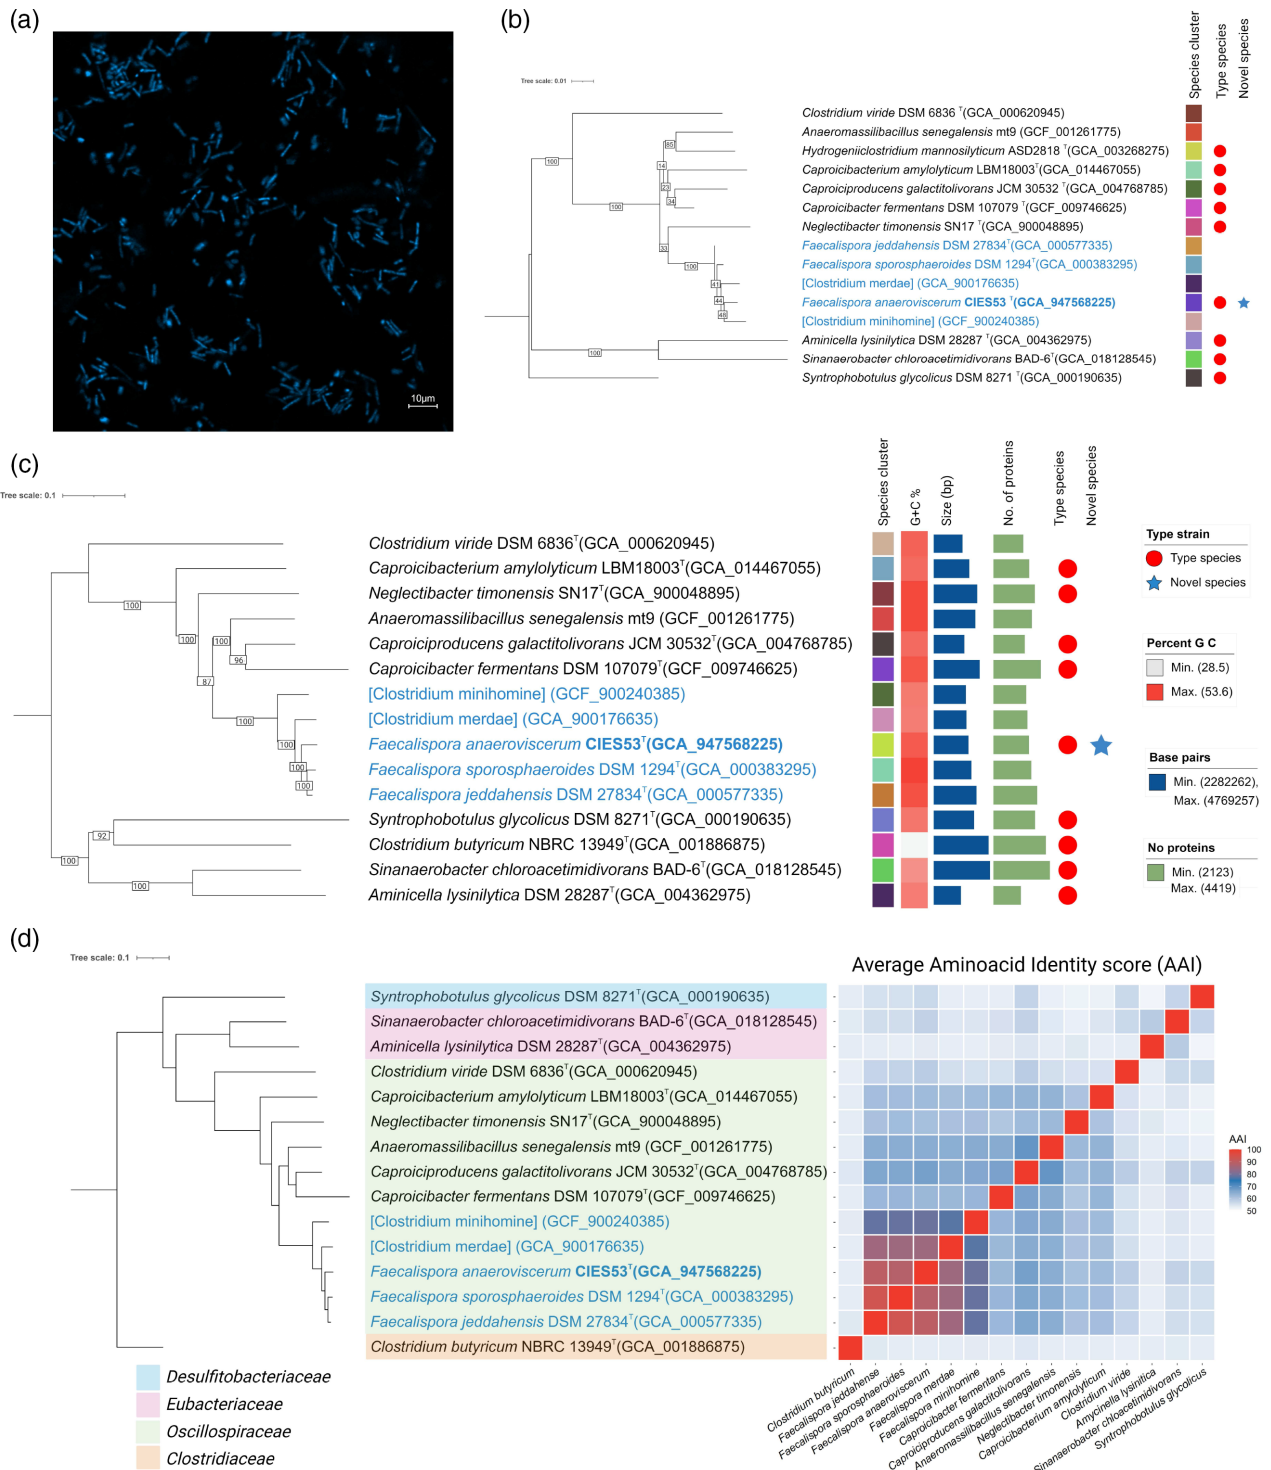 (a)
10µm
(b)
Tree scale: 0.01
Species cluster
Type species
Novel species
Clostridium viride DSM 6836 T(GCA_000620945)
Anaeromassilibacillus senegalensis mt9 (GCF_001261775)
Hydrogeniiclostridium mannosilyticum ASD2818 T(GCA_003268275)
Caproicibacterium amylolyticum LBM18003T(GCA_014467055)
Caproiciproducens galactitolivorans JCM 30532 T(GCA_004768785)
Caproicibacter fermentans DSM 107079 T(GCF_009746625)
Neglectibacter timonensis SN17 T(GCA_900048895)
Faecalispora jeddahensis DSM 27834T(GCA_000577335)
Faecalispora sporosphaeroides DSM 1294T(GCA_000383295)
[Clostridium merdae] (GCA_900176635)
Faecalispora anaeroviscerum CIES53 T(GCA_947568225)
[Clostridium minihomine] (GCF_900240385)
Aminicella lysinilytica DSM 28287 T(GCA_004362975)
Sinanaerobacter chloroacetimidivorans BAD-6T(GCA_018128545)
Syntrophobotulus glycolicus DSM 8271 T(GCA_000190635)
100
85
14
23
34
100
33
100
41
44
48
100
(c)
Tree scale: 0.1
Species cluster
G+C %
Size (bp)
No. of proteins
Type species
Novel species
Clostridium viride DSM 6836T(GCA_000620945)
Caproicibacterium amylolyticum LBM18003T(GCA_014467055)
Neglectibacter timonensis SN17T(GCA_900048895)
Anaeromassilibacillus senegalensis mt9 (GCF_001261775)
Caproiciproducens galactitolivorans JCM 30532T(GCA_004768785)
Caproicibacter fermentans DSM 107079T(GCF_009746625)
[Clostridium minihomine] (GCF_900240385)
[Clostridium merdae] (GCA_900176635)
Faecalispora anaeroviscerum CIES53T(GCA_947568225)
Faecalispora sporosphaeroides DSM 1294T(GCA_000383295)
Faecalispora jeddahensis DSM 27834T(GCA_000577335)
Syntrophobotulus glycolicus DSM 8271T(GCA_000190635)
Clostridium butyricum NBRC 13949T(GCA_001886875)
Sinanaerobacter chloroacetimidivorans BAD-6T(GCA_018128545)
Aminicella lysinilytica DSM 28287T(GCA_004362975)
100
100
100
96
87
100
100
100
100
92
100
100
Type strain
Type species
Novel species
Percent G C
Min. (28.5)
Max. (53.6)
Base pairs
Min. (2282262),
Max. (4769257)
No proteins
Min. (2123)
Max. (4419)
(d)
Tree scale: 0.1
Average Aminoacid Identity score (AAI)
Syntrophobotulus glycolicus DSM 8271T(GCA_000190635)
Sinanaerobacter chloroacetimidivorans BAD-6T(GCA_018128545)
Aminicella lysinilytica DSM 28287T(GCA_004362975)
Clostridium viride DSM 6836T(GCA_000620945)
Caproicibacterium amylolyticum LBM18003T(GCA_014467055)
Neglectibacter timonensis SN17T(GCA_900048895)
Anaeromassilibacillus senegalensis mt9 (GCF_001261775)
Caproiciproducens galactitolivorans JCM 30532T(GCA_004768785)
Caproicibacter fermentans DSM 107079T(GCF_009746625)
[Clostridium minihomine] (GCF_900240385)
[Clostridium merdae] (GCA_900176635)
Faecalispora anaeroviscerum CIES53T(GCA_947568225)
Faecalispora sporosphaeroides DSM 1294T(GCA_000383295)
Faecalispora jeddahensis DSM 27834T(GCA_000577335)
Clostridium butyricum NBRC 13949T(GCA_001886875)
AAI
100
90
80
70
60
50
Clostridium butyricum
Faecalispora jeddahense
Faecalispora sporosphaeroides
Faecalispora anaeroviscerum
Faecalispora merdae
Faecalispora minihomine
Caproicibacter fermentans
Caproiciproducens galactitolivorans
Anaeromassilibacillus senegalensis
Neglectibacter timonensis
Caproicibacterium amylolyticum
Clostridium viride
Amycinella lysinitica
Sinanaerobacter chloacetimidivorans
Syntrophobotulus glycolicus
Desulfitobacteriaceae
Eubacteriaceae
Oscillospiraceae
Clostridiaceae